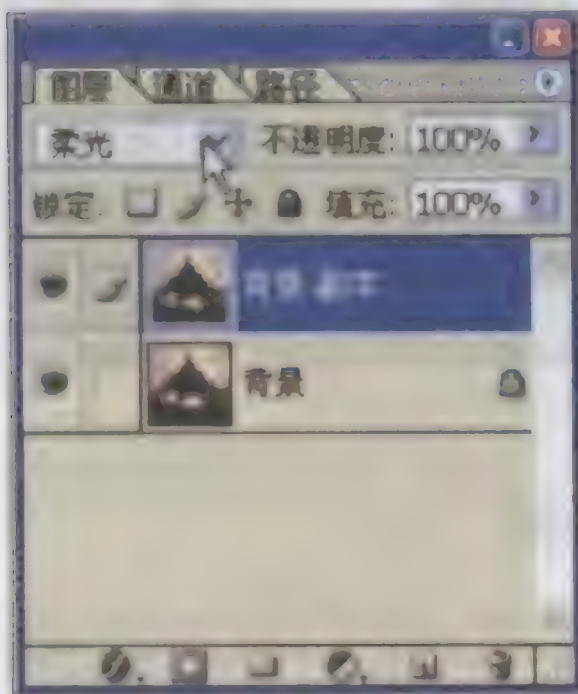 图层 通道 路径
柔光 不透明度: 100%
锁定: 填充: 100%
背景 副本
背景